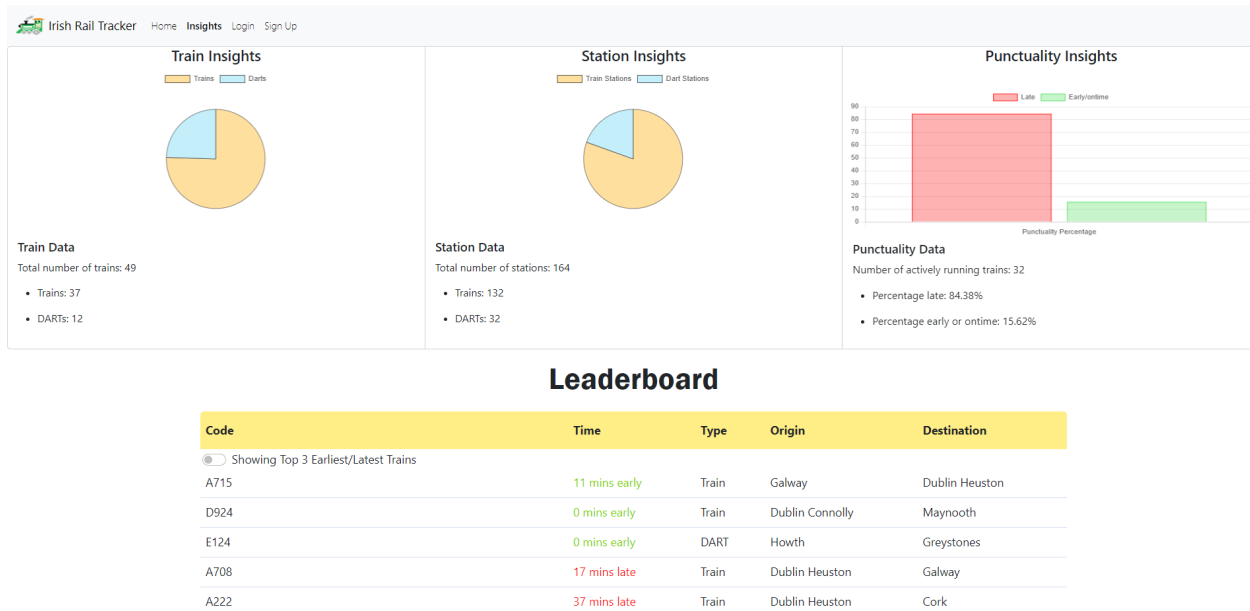 Irish Rail Tracker Home Insights Login Sign Up
Train Insights
Trains Darts
Train Data
Total number of trains: 49
Trains: 37
DARTs: 12
Station Insights
Train Stations Dart Stations
Station Data
Total number of stations: 164
Trains: 132
DARTs: 32
Punctuality Insights
Late Early/ontime
90
80
70
60
50
40
30
20
10
0
Punctuality Percentage
Punctuality Data
Number of actively running trains: 32
Percentage late: 84.38%
Percentage early or ontime: 15.62%
Leaderboard
Code Time Type Origin Destination
Showing Top 3 Earliest/Latest Trains
A715 11 mins early Train Galway Dublin Heuston
D924 0 mins early Train Dublin Connolly Maynooth
E124 0 mins early DART Howth Greystones
A708 17 mins late Train Dublin Heuston Galway
A222 37 mins late Train Dublin Heuston Cork